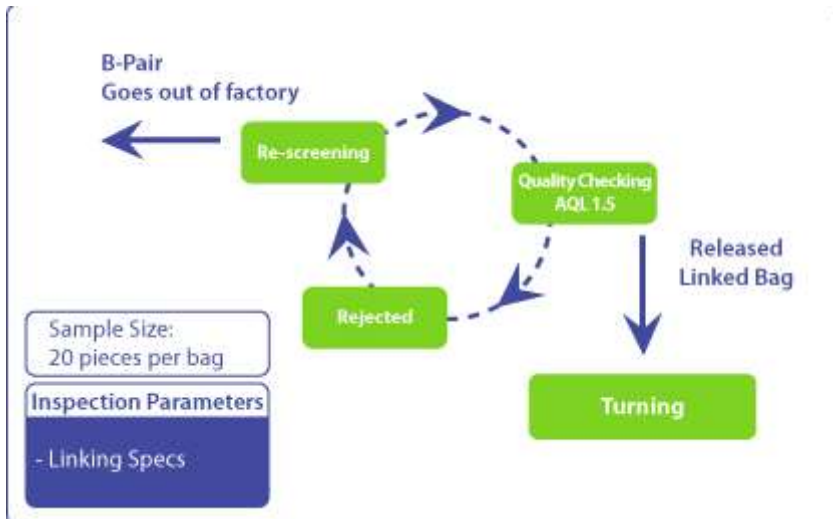 B-Pair
Goes out of factory
Re-screening
Quality Checking
AQL 1.5
Released
Linked Bag
Rejected
Sample Size:
20 pieces per bag
Inspection Parameters
- Linking Specs
Turning